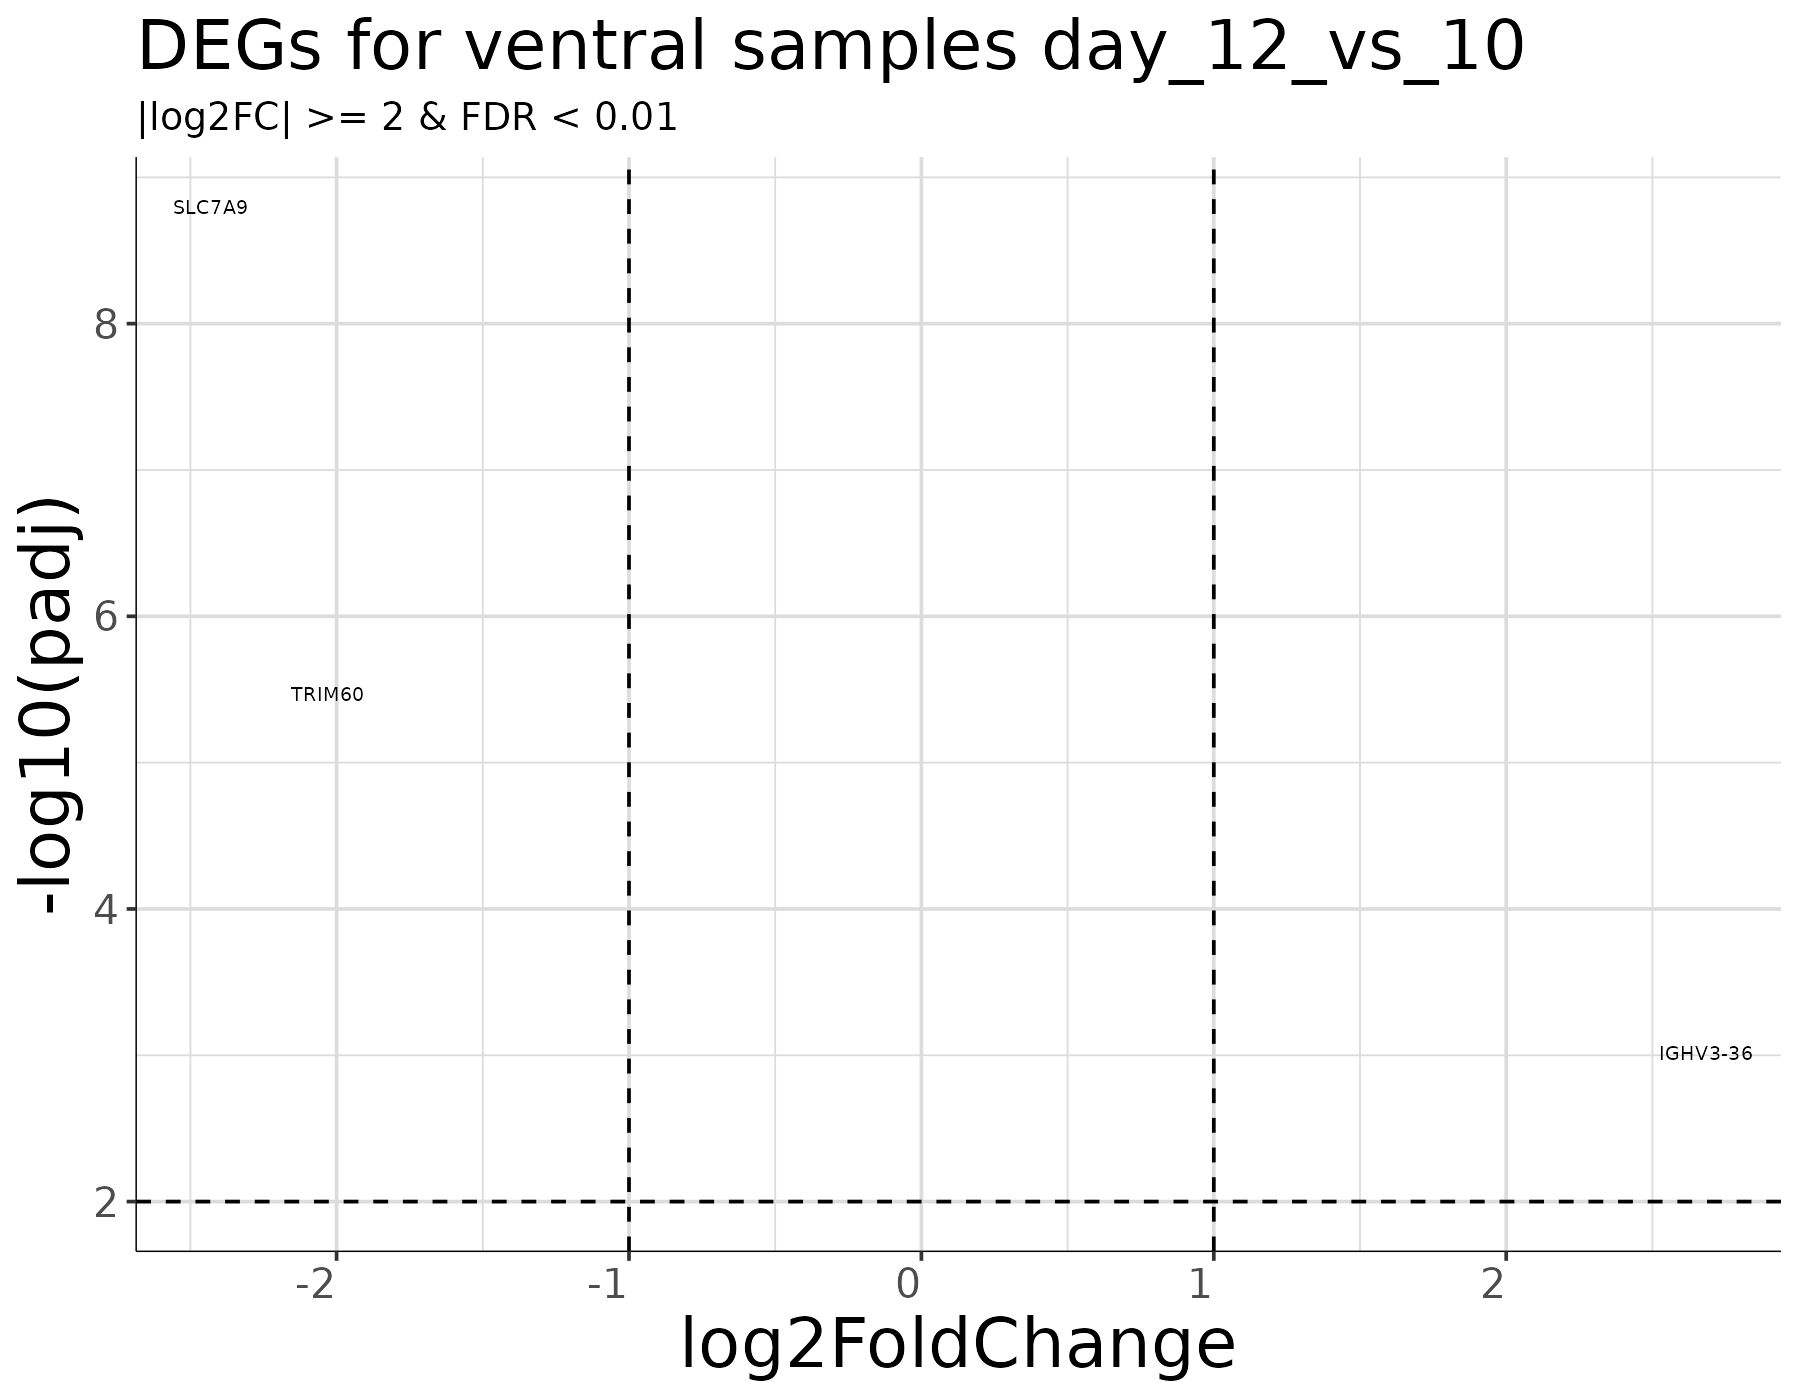 DEGs for ventral samples day_12_vs_10
|log2FC| >= 2 & FDR < 0.01
SLC7A9
8
6
TRIM60
4
IGHV3-36
2
-2 -1 0 1 2
log2FoldChange
-log10(padj)